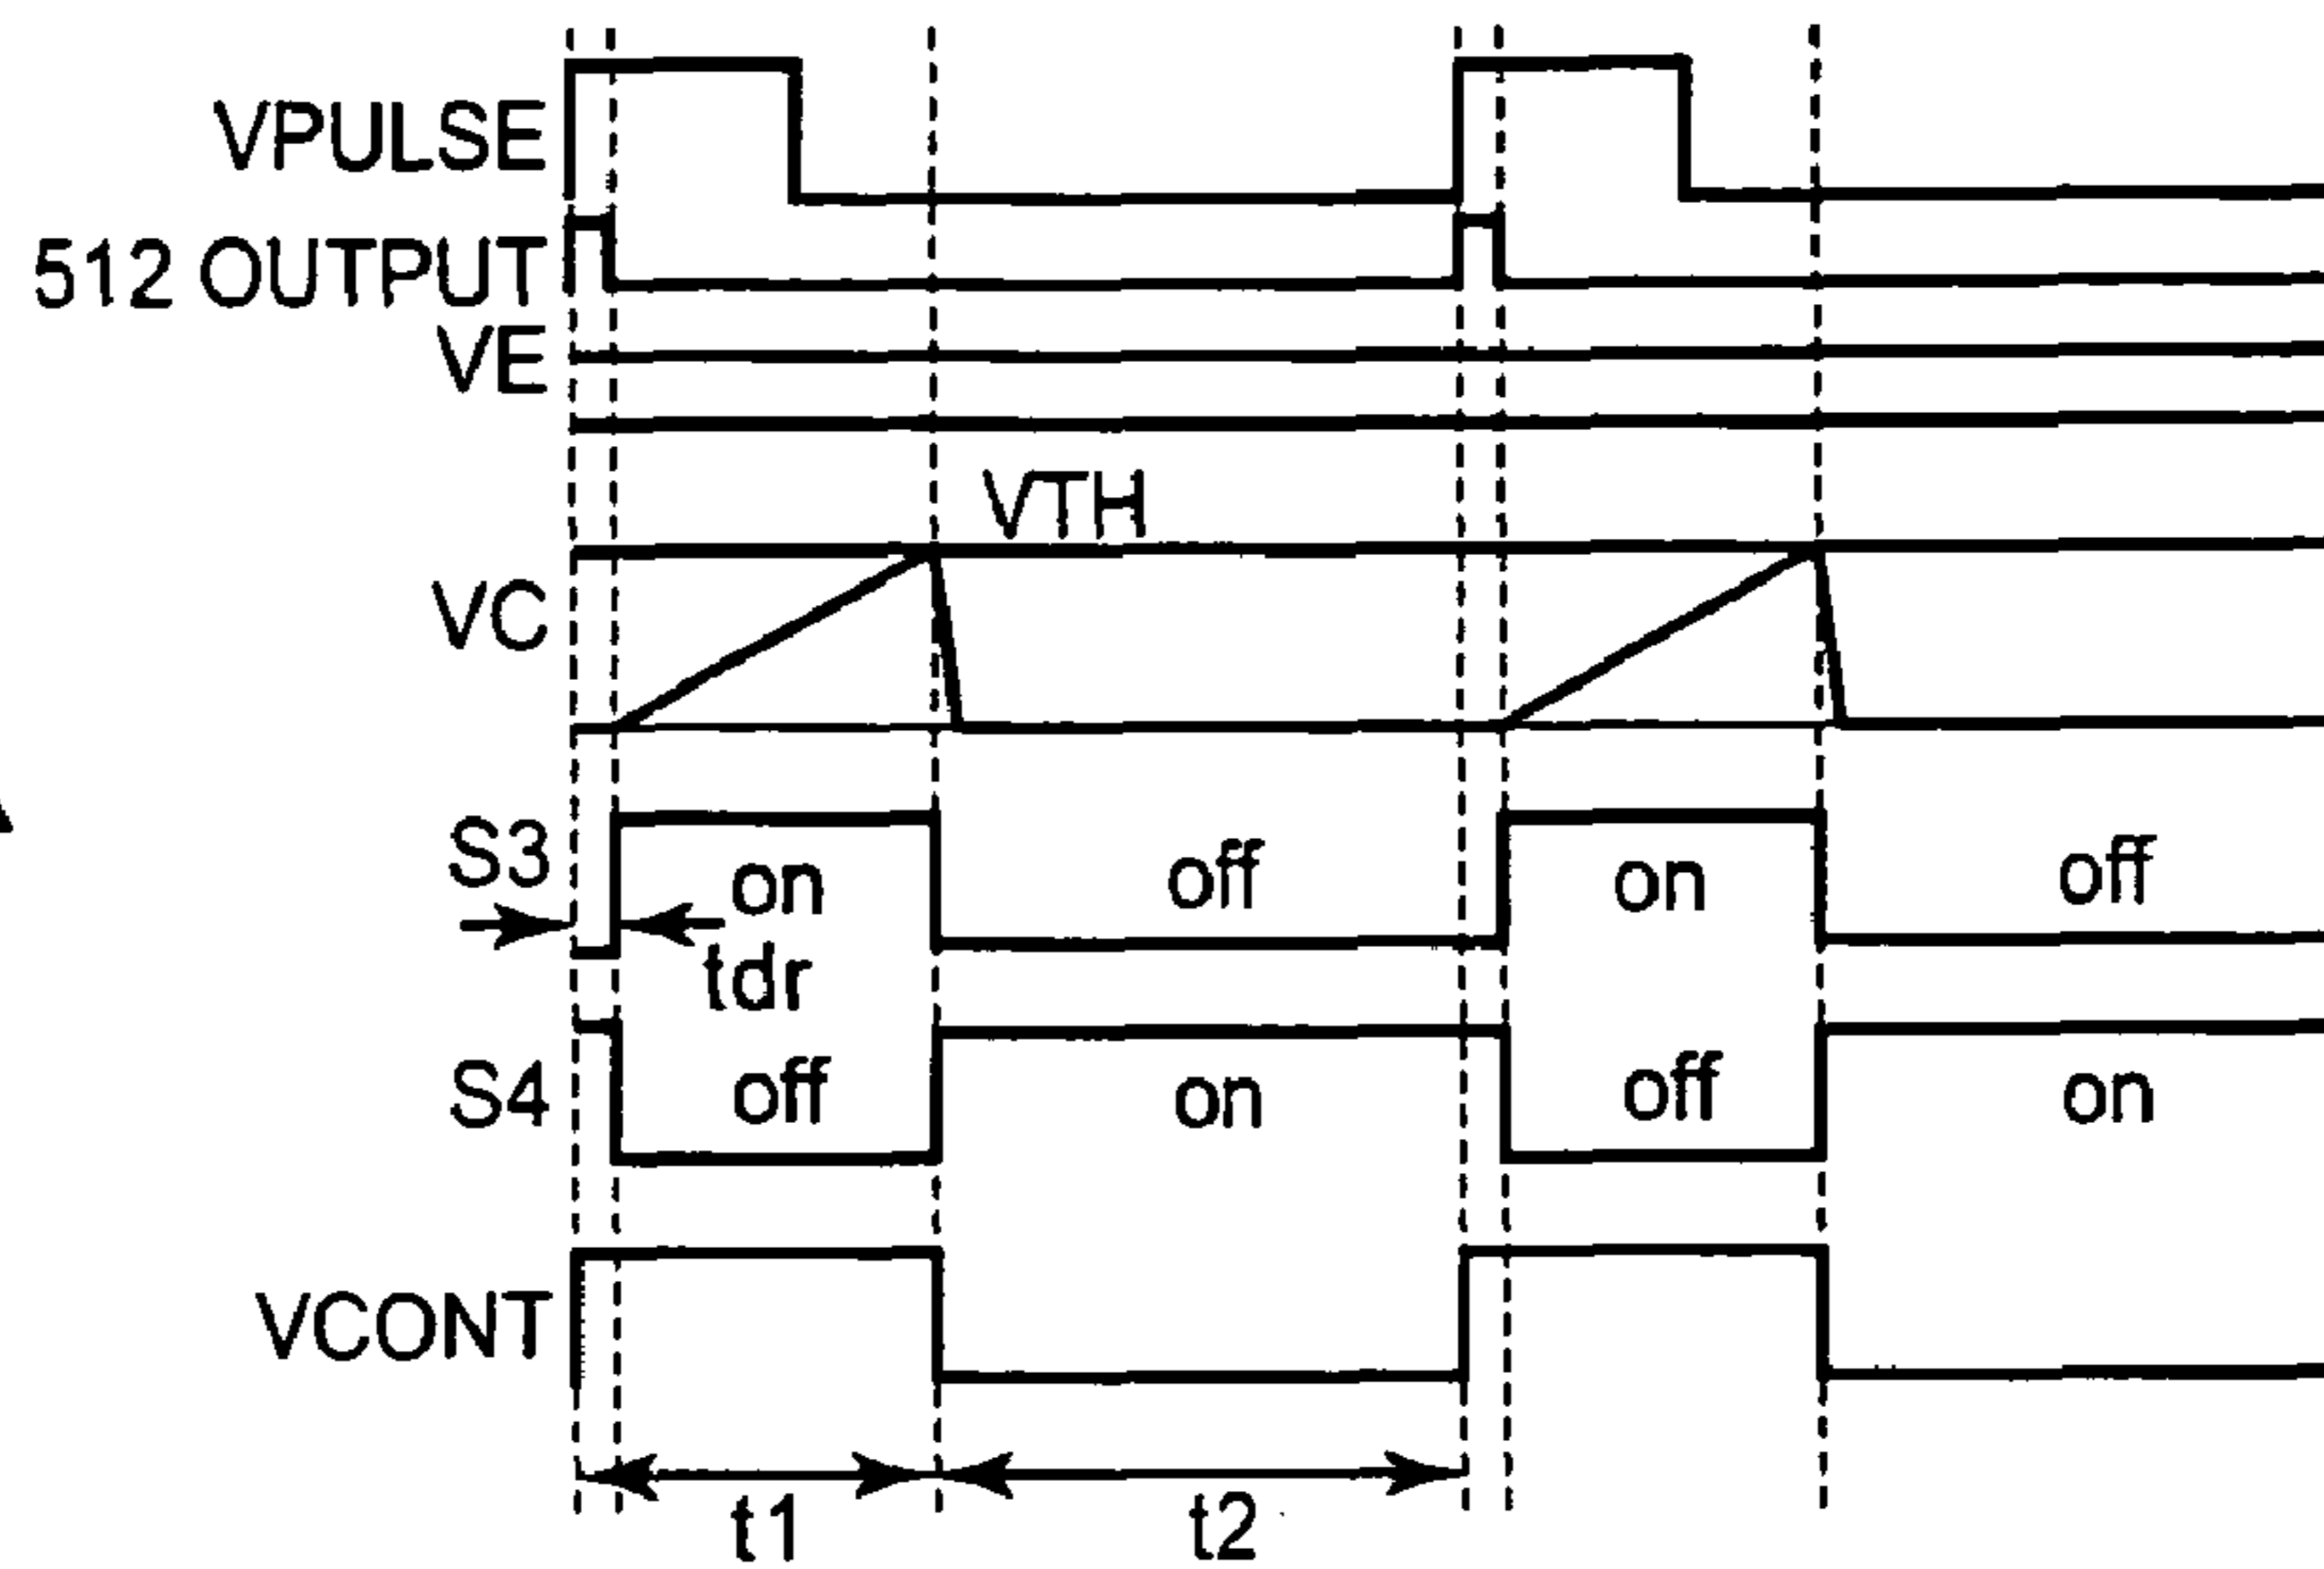 VPULSE
512 OUTPUT
VE
VTH
VC
S3
on
off
on
off
tdr
S4
off
on
off
on
VCONT
t1
t2